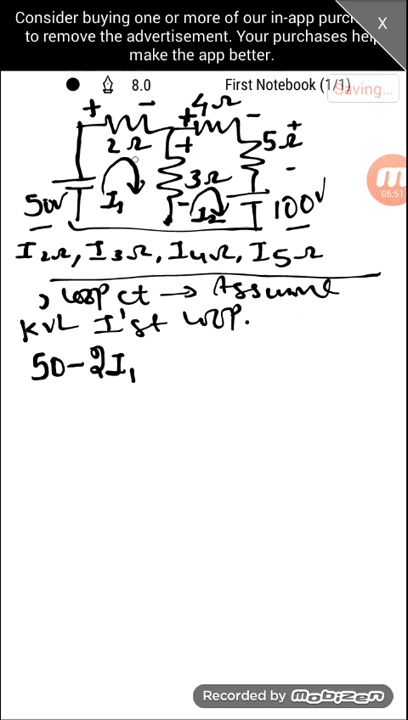 Consider buying one or more of our in-app purch
to remove the advertisement. Your purchases hel
make the app better.
X
8.0
First Notebook (1/1)
Saving...
05:51
+ - + 4Ω - +
2Ω + 5Ω
3Ω -
50V I₁ - I₂ 100V
I2Ω, I3Ω, I4Ω, I5Ω
loop ct → Assume
KVL I'st loop.
50-2I₁
Recorded by mobizen